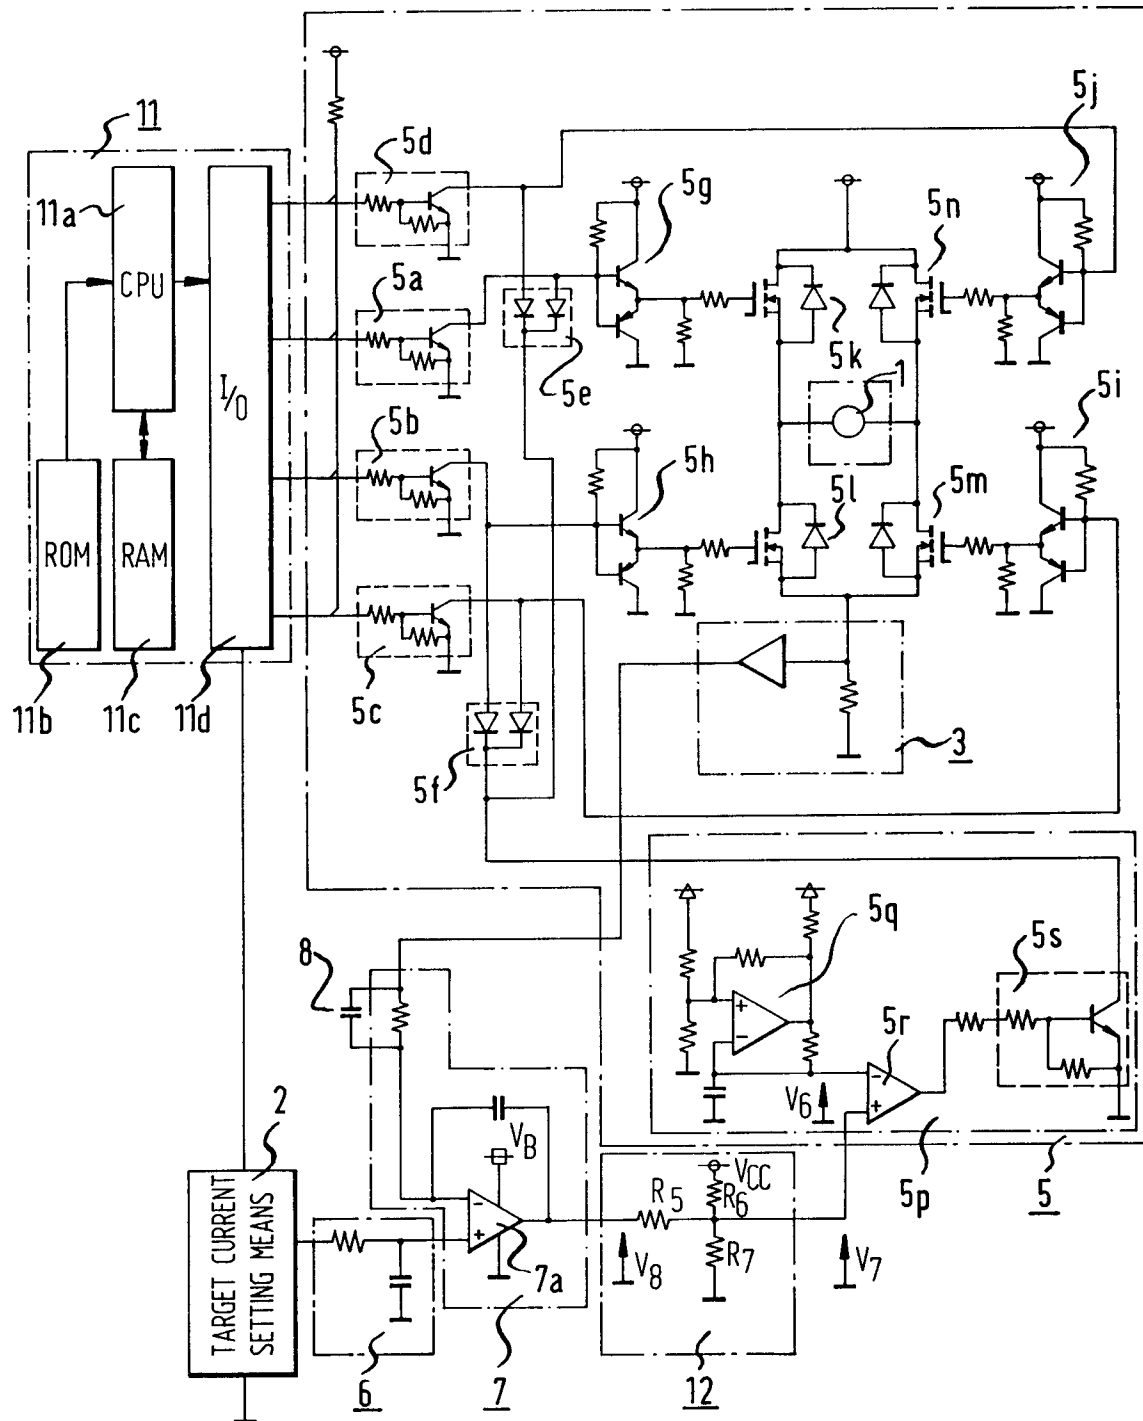 11
5d
5g
5j
11a
CPU
5n
5a
5k
5e
1
I/O
5b
5h
5i
5l
5m
ROM
RAM
11b
11c
11d
5c
5f
3
5q
5s
8
5r
V6
2
VB
VCC
R5
R6
5p
5
TARGET CURRENT
SETTING MEANS
7a
V8
R7
V7
6
7
12